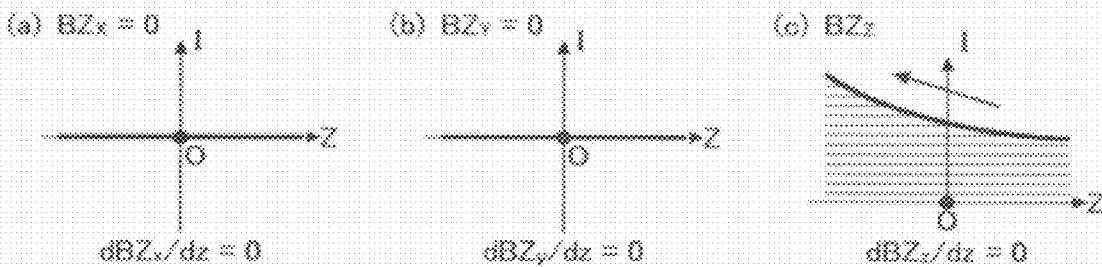 (a) BZx = 0
(b) BZy = 0
(c) BZz
I
I
I
Z
Z
Z
O
O
O
dBZx/dz = 0
dBZy/dz = 0
dBZz/dz = 0